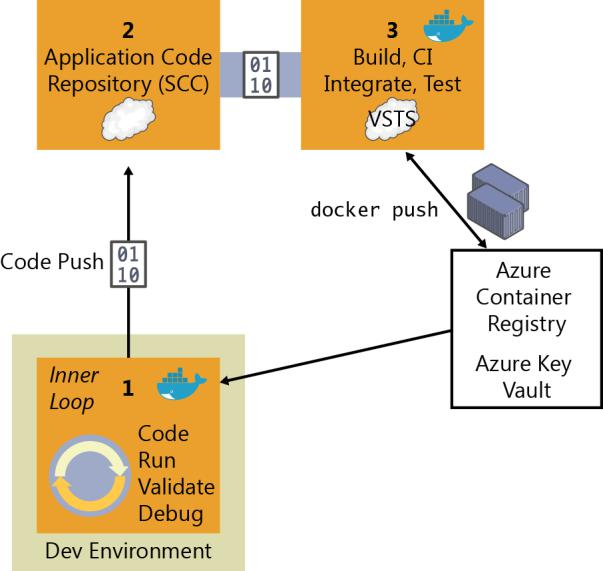 2
Application Code
Repository (SCC)
01
10
3
Build, CI
Integrate, Test
VSTS
docker push
Code Push
01
10
Azure
Container
Registry
Azure Key
Vault
Inner
Loop
1
Code
Run
Validate
Debug
Dev Environment